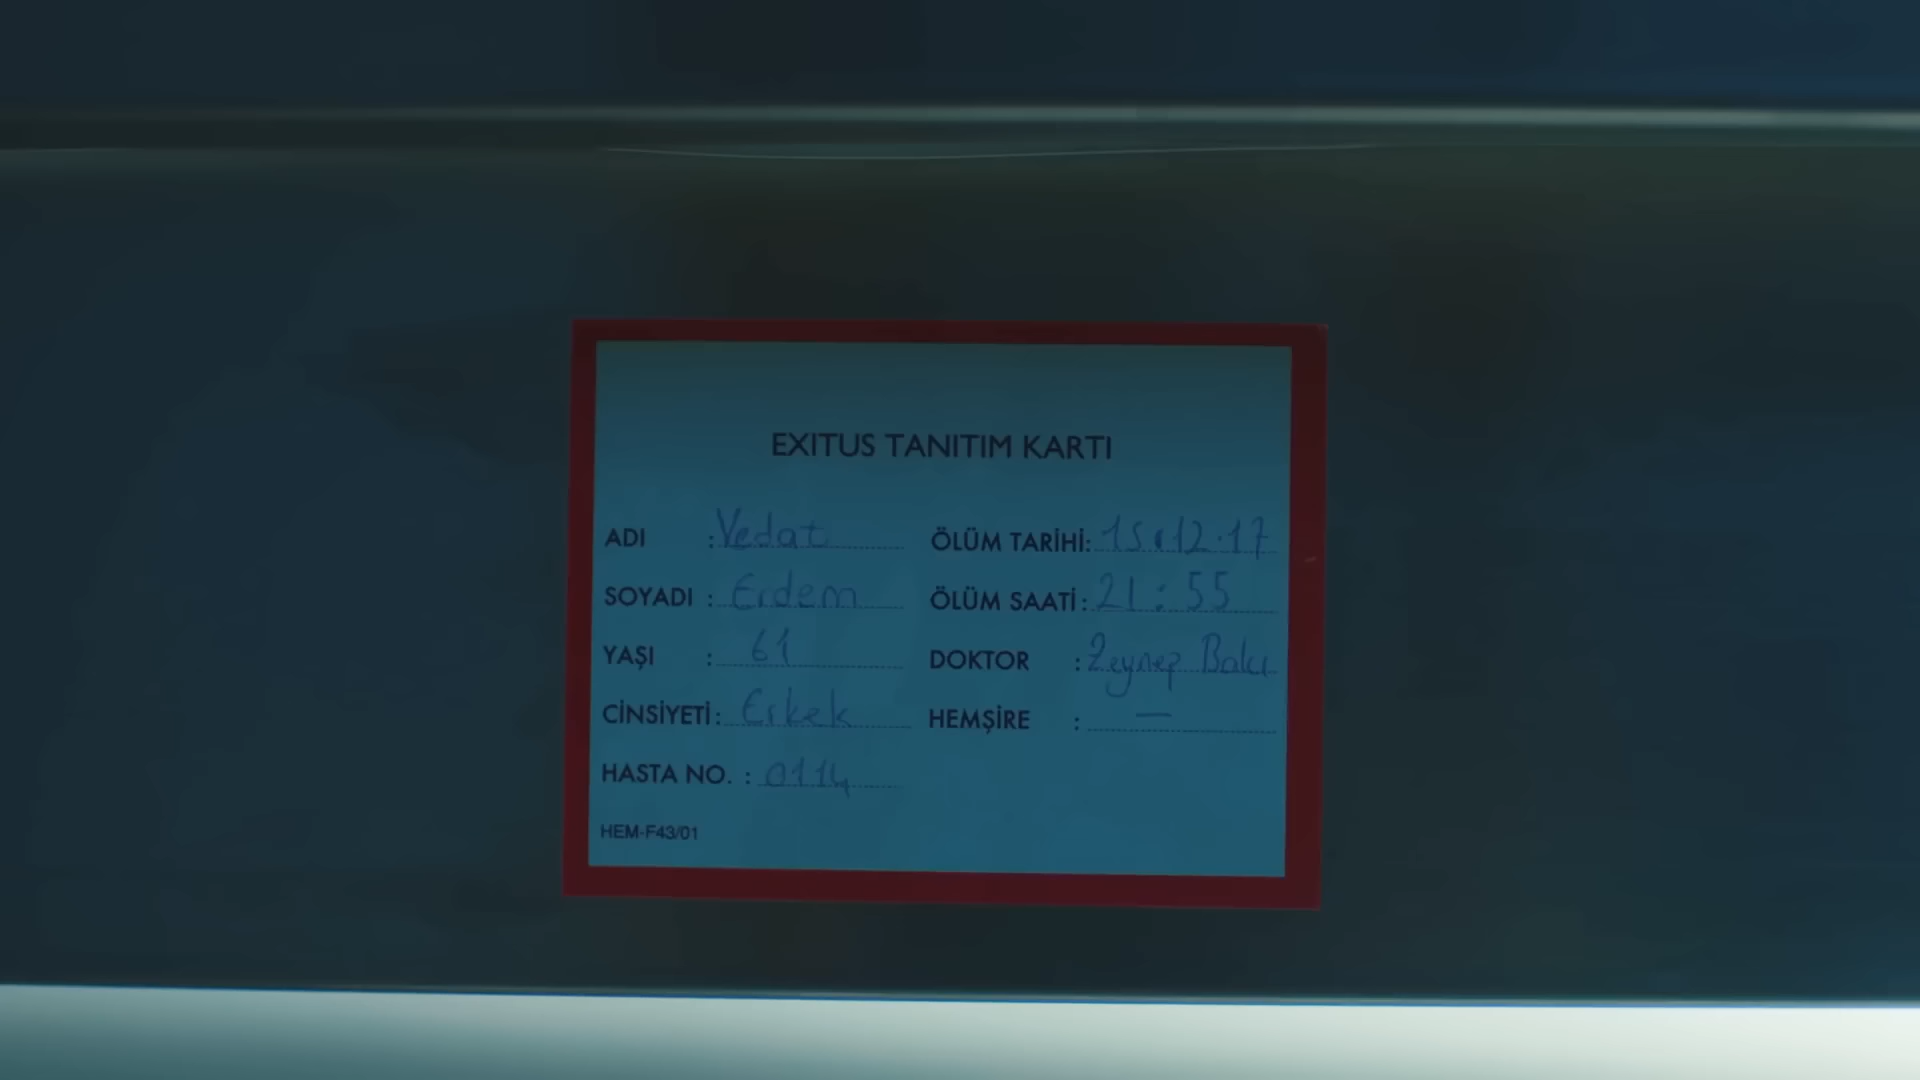 EXITUS TANITIM KARTI
ADI : Vedat
SOYADI : Erdem
YAŞI : 61
CİNSİYETİ : Erkek
HASTA NO. : 0114
ÖLÜM TARİHİ: 15.12.17
ÖLÜM SAATİ : 21:55
DOKTOR : Zeynep Balcı
HEMŞİRE : —
HEM-F43/01